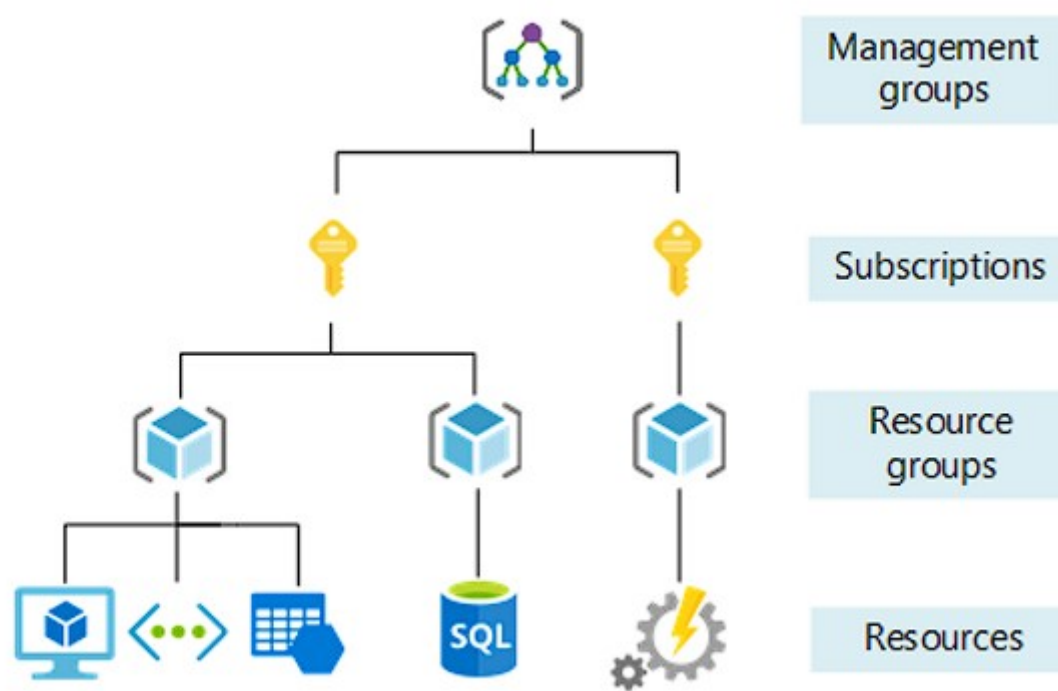 Management
groups
Subscriptions
Resource
groups
SQL
Resources